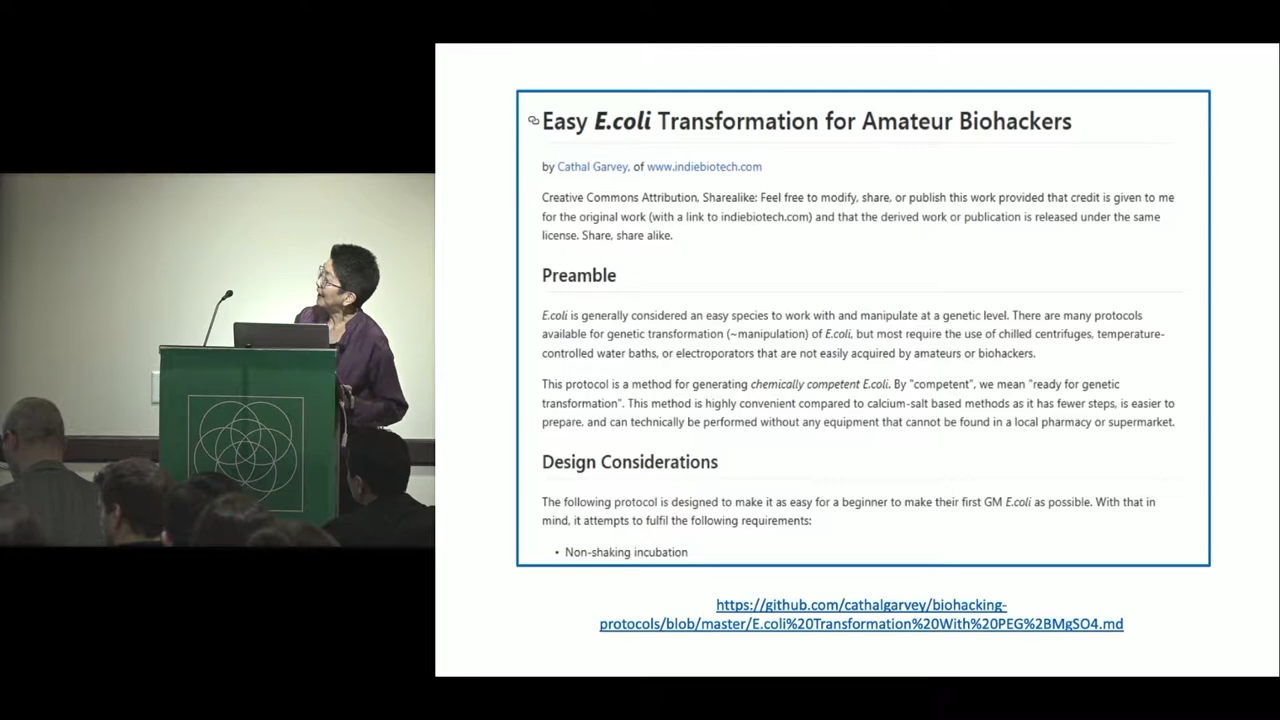 Easy E.coli Transformation for Amateur Biohackers
by Cathal Garvey, of www.indiebiotech.com
Creative Commons Attribution, Sharealike: Feel free to modify, share, or publish this work provided that credit is given to me
for the original work (with a link to indiebiotech.com) and that the derived work or publication is released under the same
license. Share, share alike.
Preamble
E.coli is generally considered an easy species to work with and manipulate at a genetic level. There are many protocols
available for genetic transformation (~manipulation) of E.coli, but most require the use of chilled centrifuges, temperature-
controlled water baths, or electroporators that are not easily acquired by amateurs or biohackers.
This protocol is a method for generating chemically competent E.coli. By "competent", we mean "ready for genetic
transformation". This method is highly convenient compared to calcium-salt based methods as it has fewer steps, is easier to
prepare, and can technically be performed without any equipment that cannot be found in a local pharmacy or supermarket.
Design Considerations
The following protocol is designed to make it as easy for a beginner to make their first GM E.coli as possible. With that in
mind, it attempts to fulfil the following requirements:
• Non-shaking incubation
https://github.com/cathalgarvey/biohacking-
protocols/blob/master/E.coli%20Transformation%20With%20PEG%2BMgSO4.md